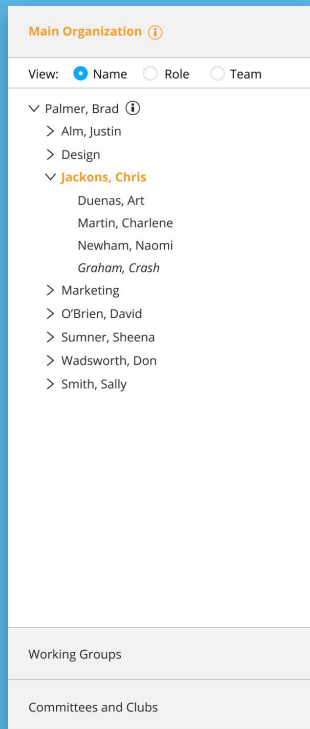 Main Organization
View: Name Role Team
Palmer, Brad
Alm, Justin
Design
Jackons, Chris
Duenas, Art
Martin, Charlene
Newham, Naomi
Graham, Crash
Marketing
O'Brien, David
Sumner, Sheena
Wadsworth, Don
Smith, Sally
Working Groups
Committees and Clubs